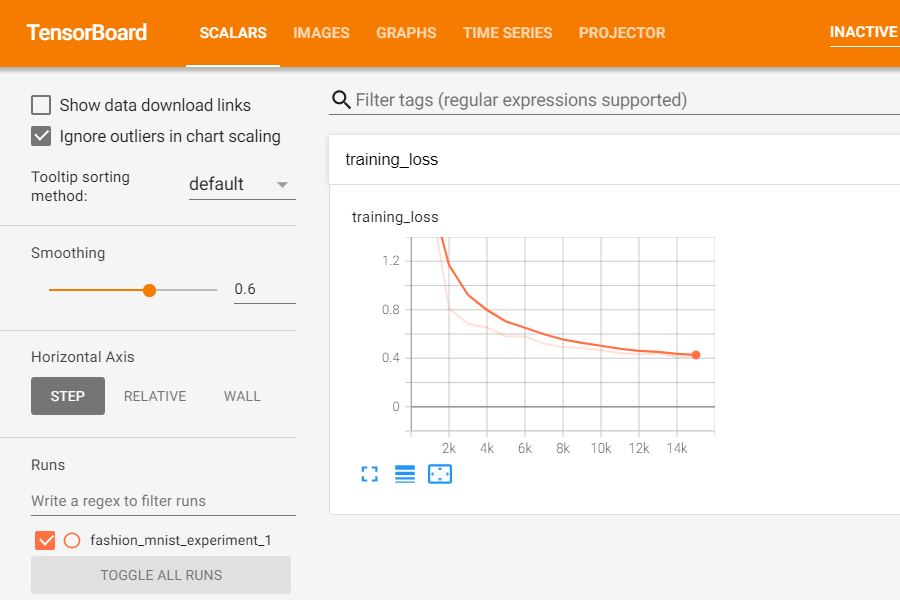 TensorBoard
SCALARS IMAGES GRAPHS TIME SERIES PROJECTOR
INACTIVE
Show data download links
Ignore outliers in chart scaling
Tooltip sorting
method:
default
Smoothing
0.6
Horizontal Axis
STEP RELATIVE WALL
Runs
Write a regex to filter runs
fashion_mnist_experiment_1
TOGGLE ALL RUNS
Filter tags (regular expressions supported)
training_loss
training_loss
1.2
0.8
0.4
0
2k 4k 6k 8k 10k 12k 14k